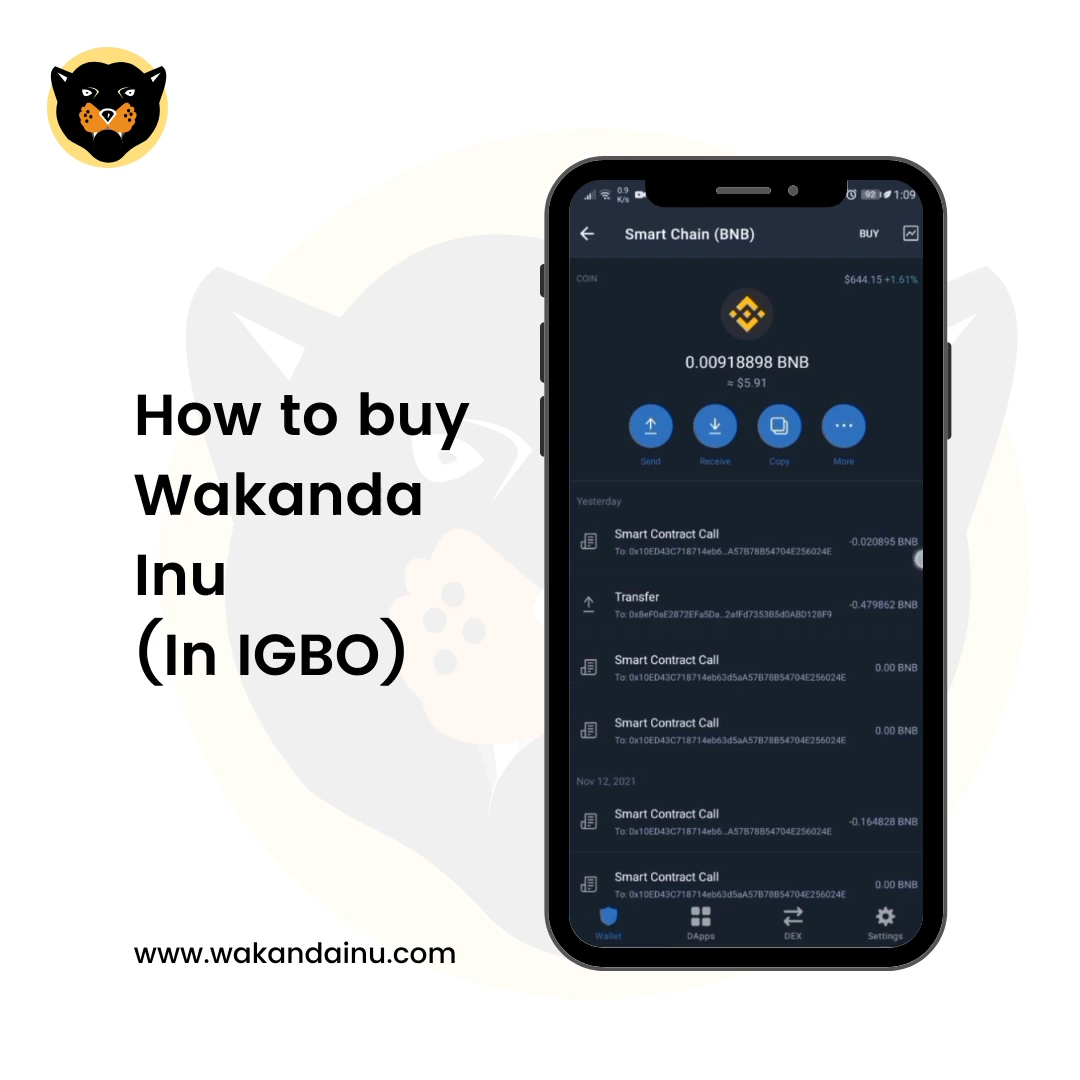 How to buy
Wakanda
Inu
(In IGBO)
www.wakandainu.com
0.9
K/s
92
1:09
Smart Chain (BNB)
BUY
COIN
$644.15 +1.61%
0.00918898 BNB
≈ $5.91
Send
Receive
Copy
More
Yesterday
Smart Contract Call
-0.020895 BNB
To: 0x10ED43C718714eb6...A57B78B54704E256024E
Transfer
-0.479862 BNB
To: 0x8eF0aE2872EFa5Da...2afFd7353B5d0ABD128F9
Smart Contract Call
0.00 BNB
To: 0x10ED43C718714eb63d5aA57B78B54704E256024E
Smart Contract Call
0.00 BNB
To: 0x10ED43C718714eb63d5aA57B78B54704E256024E
Nov 12, 2021
Smart Contract Call
-0.164828 BNB
To: 0x10ED43C718714eb6...A57B78B54704E256024E
Smart Contract Call
0.00 BNB
To: 0x10ED43C718714eb63d5aA57B78B54704E256024E
Wallet
DApps
DEX
Settings